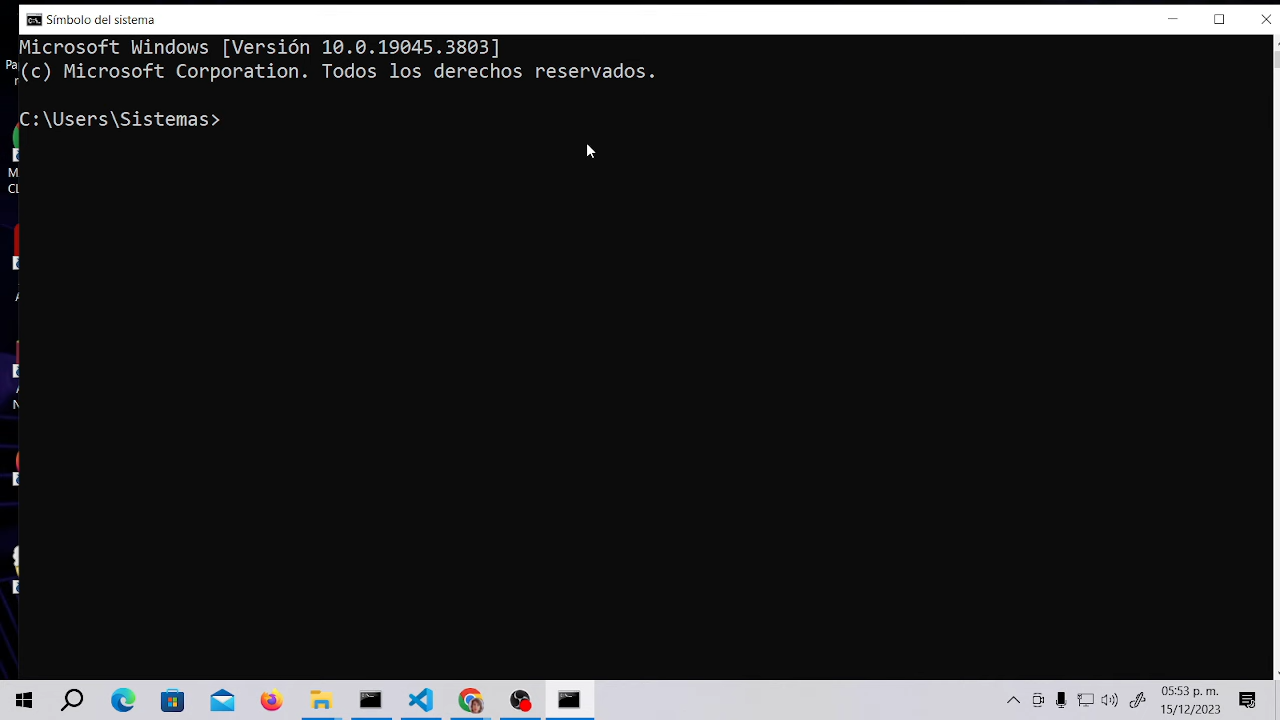 Símbolo del sistema
Microsoft Windows [Versión 10.0.19045.3803]
(c) Microsoft Corporation. Todos los derechos reservados.
C:\Users\Sistemas>
05:53 p. m.
15/12/2023